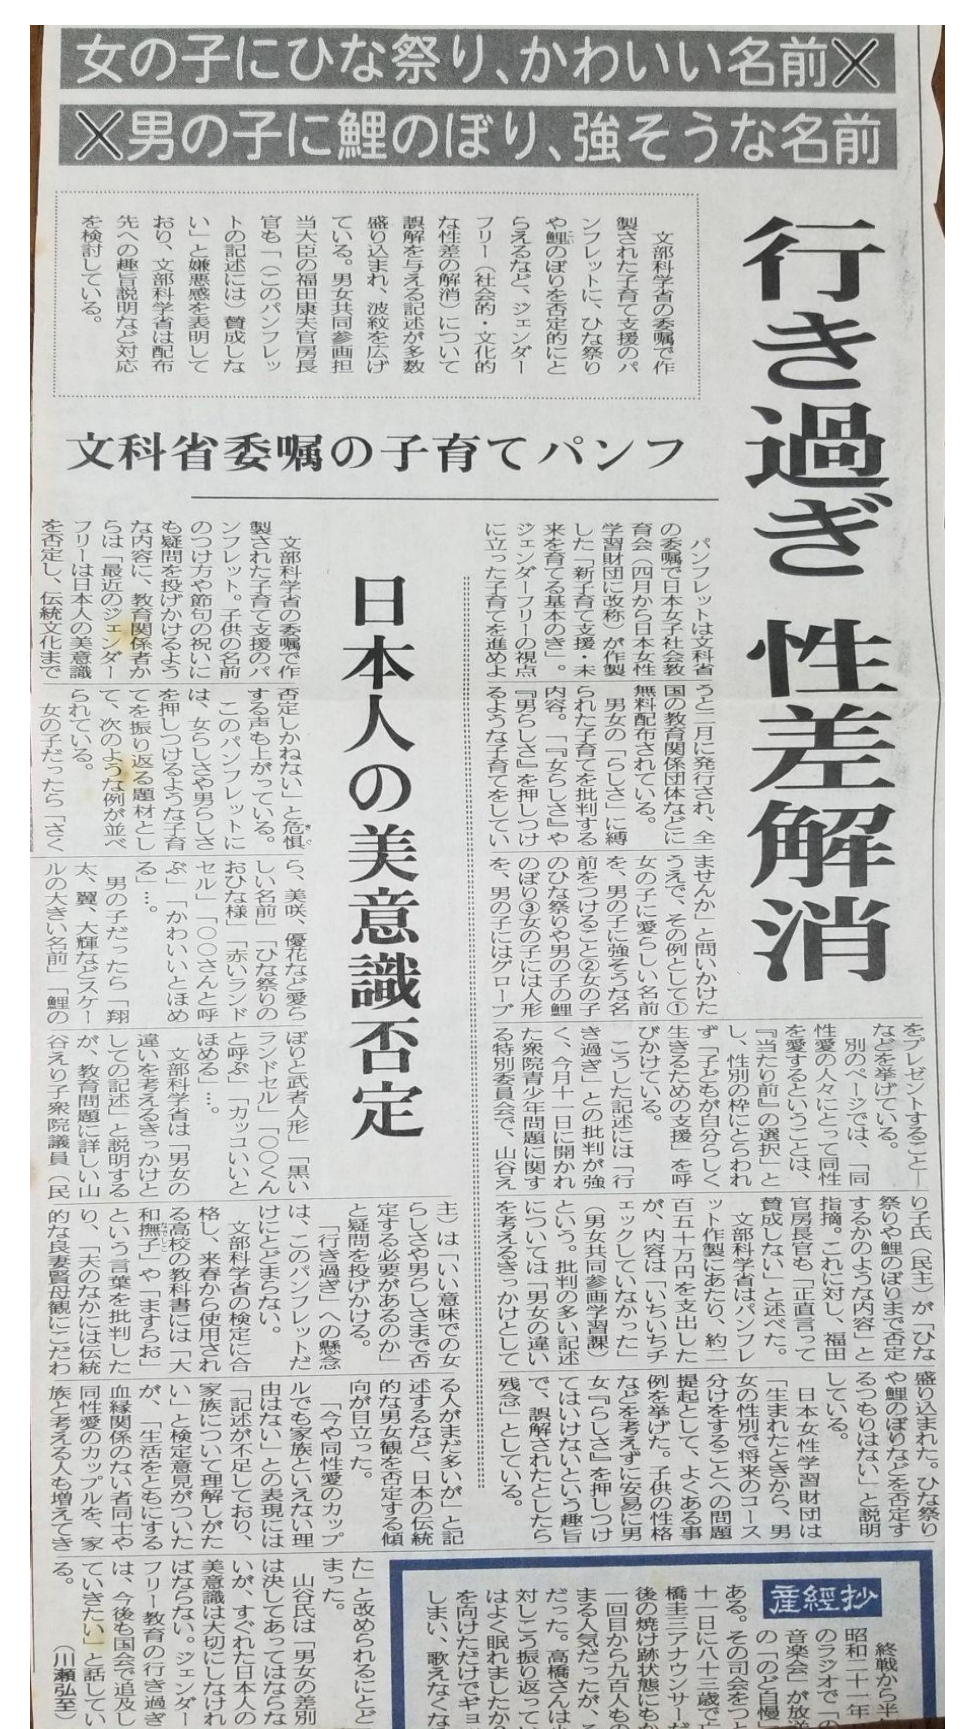 女の子にひな祭り、かわいい名前×
×男の子に鯉のぼり、強そうな名前
行き過ぎ 性差解消
文部科学省の委嘱で作
製された子育て支援のパ
ンフレットに、ひな祭り
や鯉のぼりを否定的にと
らえるなど、ジェンダー
フリー(社会的・文化的
な性差の解消)について
誤解を与える記述が多数
盛り込まれ、波紋を広げ
ている。男女共同参画担
当大臣の福田康夫官房長
官も「(このパンフレッ
トの記述には)賛成しな
い」と嫌悪感を表明して
おり、文部科学省は配布
先への趣旨説明など対応
を検討している。
文科省委嘱の子育てパンフ
パンフレットは文科省
の委嘱で日本女子社会教
育会(四月から日本女性
学習財団に改称)が作製
した「新子育て支援・未
来を育てる基本のき」。
ジェンダーフリーの視点
に立った子育てを進めよ
うと二月に発行され、全
国の教育関係団体などに
無料配布されている。
男女の「らしさ」に縛
られた子育てを批判する
内容。「『女らしさ』や
『男らしさ』を押しつけ
るような子育てをしてい
ませんか」と問いかけた
うえで、その例として①
女の子に愛らしい名前
を、男の子に強そうな名
前をつけること②女の子
のひな祭りや男の子の鯉
のぼり③女の子には人形
を、男の子にはグローブ
をプレゼントすること―
などを挙げている。
別のページでは、「同
性愛の人々にとって同性
を愛するということは、
『当たり前』の選択」と
し、性別の枠にとらわれ
ず「子どもが自分らしく
生きるための支援」を呼
びかけている。
こうした記述には「行
き過ぎ」との批判が強
く、今月十一日に開かれ
た衆院青少年問題に関す
る特別委員会で、山谷え
り子氏(民主)が「ひな
祭りや鯉のぼりまで否定
するかのような内容」と
指摘。これに対し、福田
官房長官も「正直言って
賛成しない」と述べた。
文部科学省はパンフレ
ット作製にあたり、約二
百五十万円を支出した
が、内容は「いちいちチ
ェックしていなかった」
(男女共同参画学習課)
という。批判の多い記述
については「男女の違い
を考えるきっかけとして
盛り込まれた。ひな祭り
や鯉のぼりなどを否定す
るつもりはない」と説明
している。
日本女性学習財団は
「生まれたときから、男
女の性別で将来のコース
分けをすることへの問題
提起として、よくある事
例を挙げた。子供の性格
などを考えずに安易に男
女『らしさ』を押しつけ
てはいけないという趣旨
で、誤解されたとしたら
残念」としている。
日本人の美意識否定
文部科学省の委嘱で作
製された子育て支援のパ
ンフレット。子供の名前
のつけ方や節句の祝いに
も疑問を投げかけるよう
な内容に、教育関係者か
らは「最近のジェンダー
フリーは日本人の美意識
を否定し、伝統文化まで
否定しかねない」と危惧
する声も上がっている。
このパンフレットに
は、女らしさや男らしさ
を押しつけるような子育
てを振り返る題材とし
て、次のような例が並べ
られている。
女の子だったら「さく
ら、美咲、優花など愛ら
しい名前」「ひな祭りの
おひな様」「赤いランド
セル」「〇〇さんと呼
ぶ」「かわいいとほめ
る」…。
男の子だったら「翔
太、翼、大輝などスケー
ルの大きい名前」「鯉の
ぼりと武者人形」「黒い
ランドセル」「〇〇くん
と呼ぶ」「カッコいいと
ほめる」…。
文部科学省は「男女の
違いを考えるきっかけと
しての記述」と説明する
が、教育問題に詳しい山
谷えり子衆院議員(民
主)は「いい意味での女
らしさや男らしさまで否
定する必要があるのか」
と疑問を投げかける。
「行き過ぎ」への懸念
は、このパンフレットだ
けにとどまらない。
文部科学省の検定に合
格し、来春から使用され
る高校の教科書には「大
和撫子」や「ますらお」
という言葉を批判した
り、「夫のなかには伝統
的な良妻賢母観にこだわ
る人がまだ多いが」と記
述するなど、日本の伝統
的な男女観を否定する傾
向が目立った。
「今や同性愛のカップ
ルでも家族といえない理
由はない」との表現には
「記述が不足しており、
家族について理解しがた
い」と検定意見がついた
が、「生活をともにする
血縁関係のない者同士や
同性愛のカップルを、家
族と考える人も増えてき
た」と改められるにとど
まった。
山谷氏は「男女の差別
は決してあってはならな
いが、すぐれた日本人の
美意識は大切にしなけれ
ばならない。ジェンダー
フリー教育の行き過ぎ
は、今後も国会で追及し
ていきたい」と話してい
る。
(川瀬弘至)
産経抄
終戦から半
昭和二十一年
のラジオで「の
音楽会」が放送
の「のど自慢
ある。その司会をつと
十一日に八十三歳で亡
橋圭三アナウンサーだ
後の焼け跡状態にもか
一回目から九百人もの
まる人気だったが、そ
だった。高橋さんは
対しこう振り返ってい
はよく眠れましたか?
を向けただけでギョ
しまい、歌えなくな